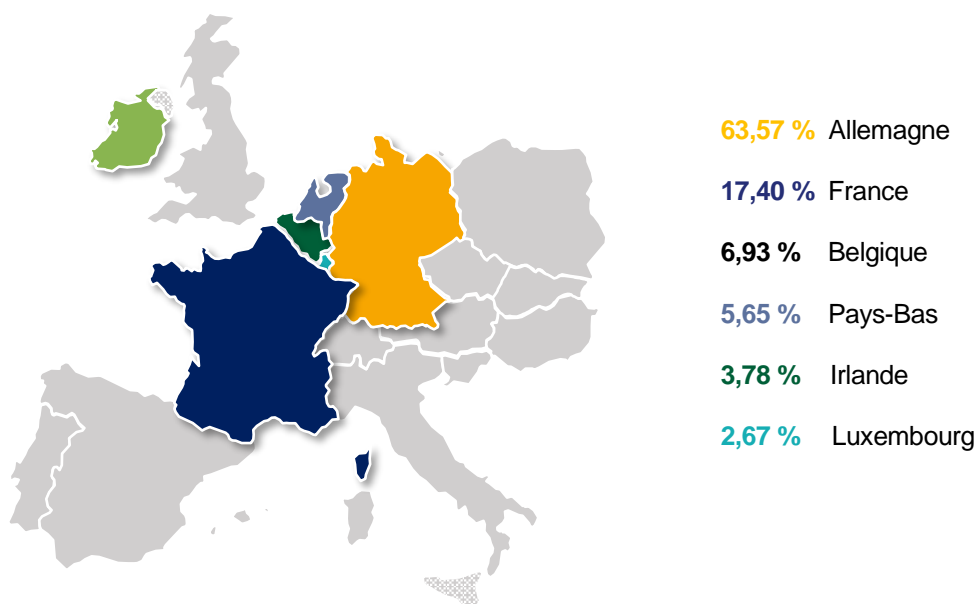 63,57 % Allemagne
17,40 % France
6,93 % Belgique
5,65 % Pays-Bas
3,78 % Irlande
2,67 % Luxembourg